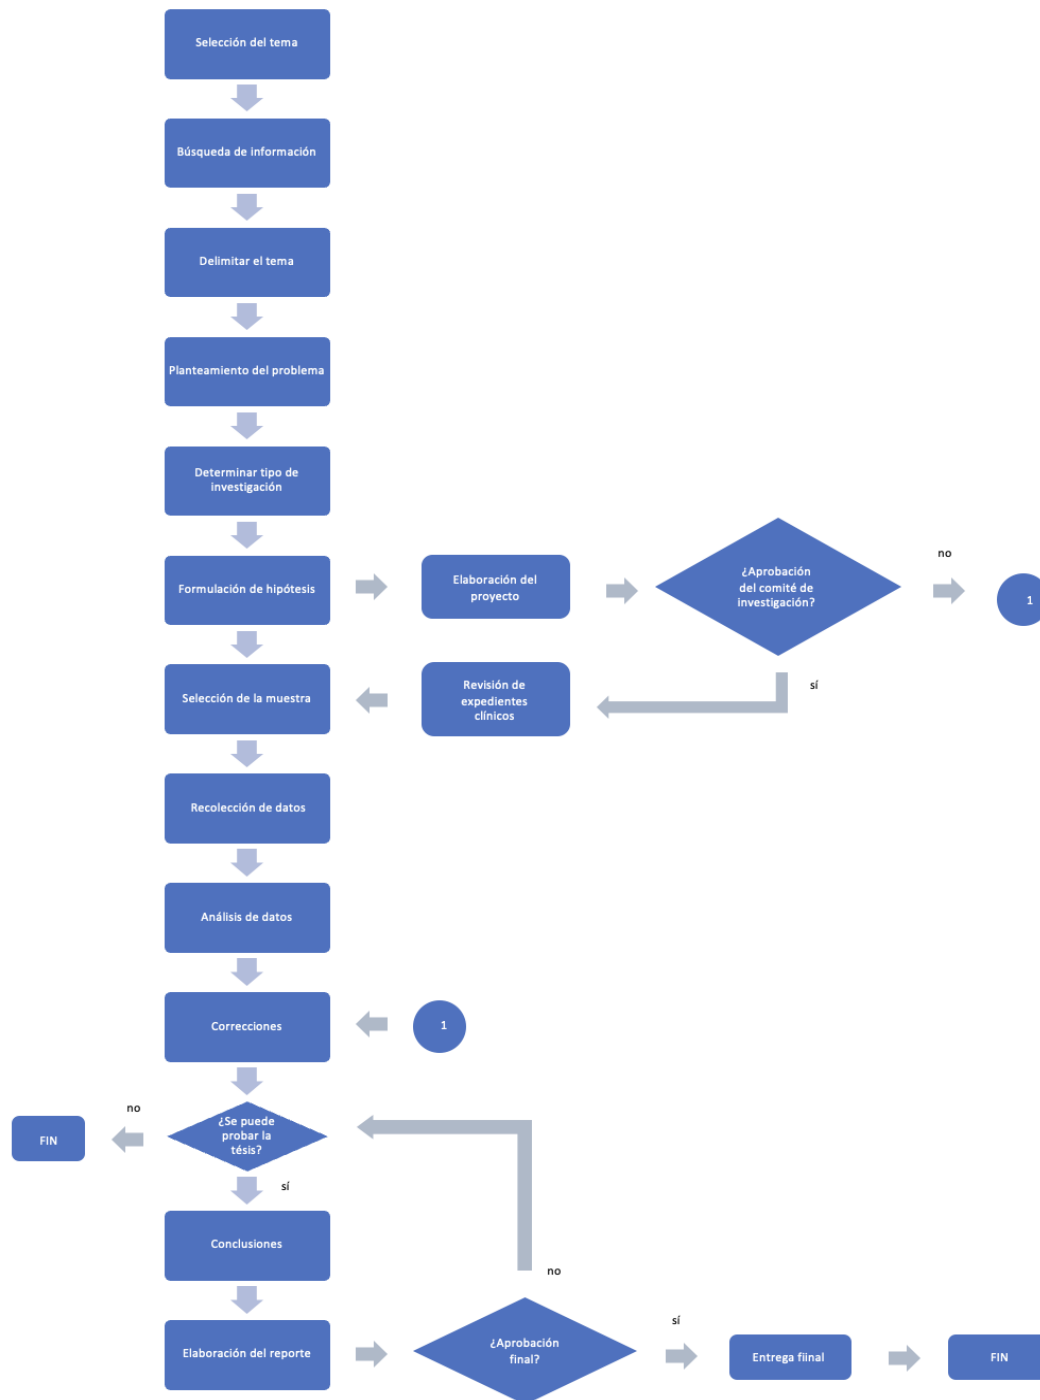 Selección del tema
Búsqueda de información
Delimitar el tema
Planteamiento del problema
Determinar tipo de
investigación
Formulación de hipótesis
Elaboración del
proyecto
¿Aprobación
del comité de
investigación?
no
1
sí
Revisión de
expedientes
clínicos
Selección de la muestra
Recolección de datos
Análisis de datos
Correcciones
1
¿Se puede
probar la
tésis?
no
FIN
sí
Conclusiones
Elaboración del reporte
¿Aprobación
final?
no
sí
Entrega fiinal
FIN